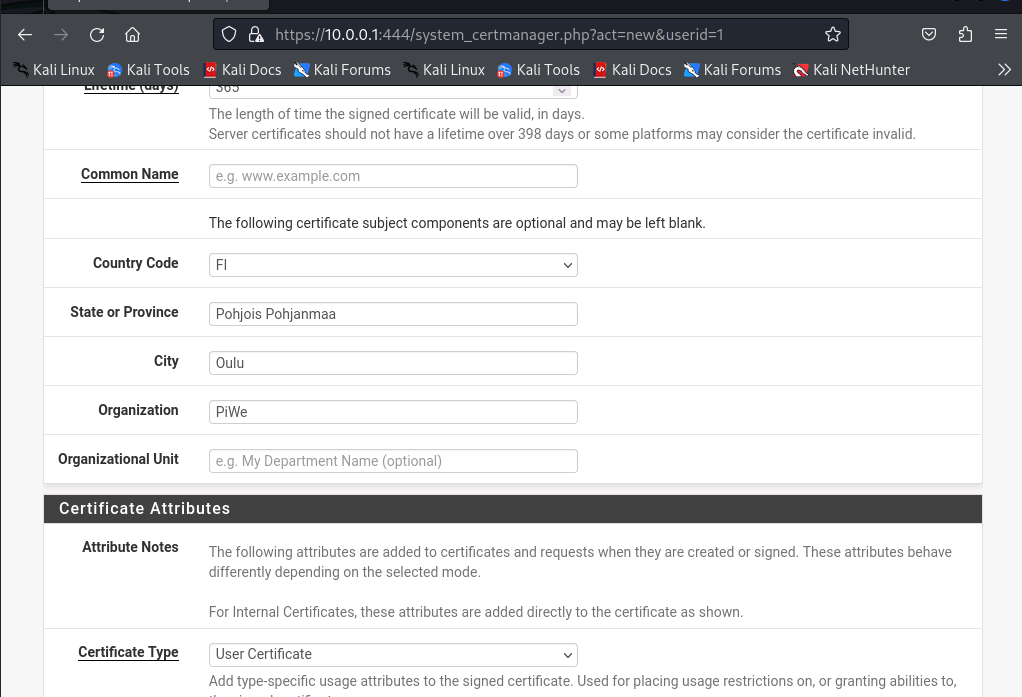 https://10.0.0.1:444/system_certmanager.php?act=new&userid=1
Kali Linux Kali Tools Kali Docs Kali Forums Kali Linux Kali Tools Kali Docs Kali Forums Kali NetHunter
Lifetime (days) 365
The length of time the signed certificate will be valid, in days.
Server certificates should not have a lifetime over 398 days or some platforms may consider the certificate invalid.
Common Name e.g. www.example.com
The following certificate subject components are optional and may be left blank.
Country Code FI
State or Province Pohjois Pohjanmaa
City Oulu
Organization PiWe
Organizational Unit e.g. My Department Name (optional)
Certificate Attributes
Attribute Notes The following attributes are added to certificates and requests when they are created or signed. These attributes behave
differently depending on the selected mode.
For Internal Certificates, these attributes are added directly to the certificate as shown.
Certificate Type User Certificate
Add type-specific usage attributes to the signed certificate. Used for placing usage restrictions on, or granting abilities to,